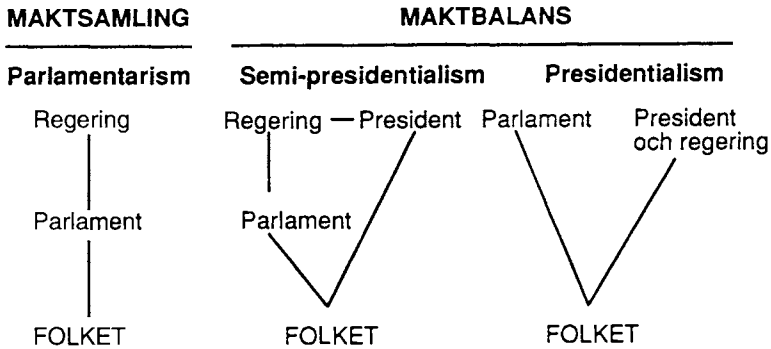 MAKTSAMLING
MAKTBALANS
Parlamentarism
Semi-presidentialism
Presidentialism
Regering
Regering — President
Parlament
President
och regering
Parlament
Parlament
FOLKET
FOLKET
FOLKET